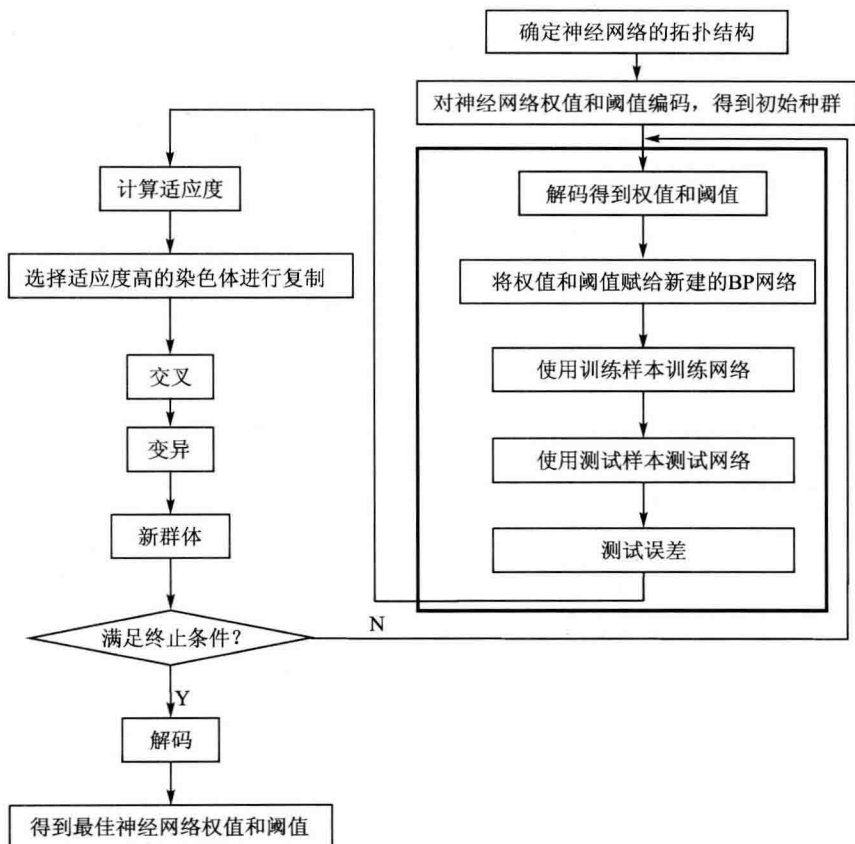 确定神经网络的拓扑结构
对神经网络权值和阈值编码，得到初始种群
解码得到权值和阈值
将权值和阈值赋给新建的BP网络
使用训练样本训练网络
使用测试样本测试网络
测试误差
计算适应度
选择适应度高的染色体进行复制
交叉
变异
新群体
满足终止条件？
N
Y
解码
得到最佳神经网络权值和阈值